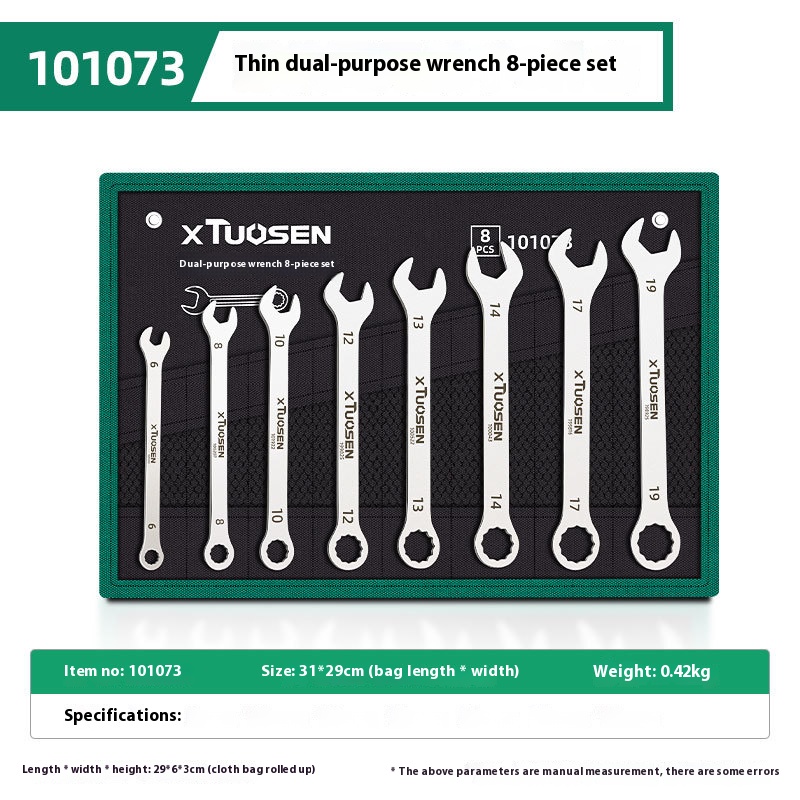 101073
Thin dual-purpose wrench 8-piece set
XTUOSEN
Dual-purpose wrench 8-piece set
8
PCS
101073
6
8
10
12
13
14
17
19
XTUOSEN
XTUOSEN
XTUOSEN
XTUOSEN
XTUOSEN
XTUOSEN
XTUOSEN
XTUOSEN
6
8
10
12
13
14
17
19
Item no: 101073
Size: 31*29cm (bag length * width)
Weight: 0.42kg
Specifications:
Length * width * height: 29*6*3cm (cloth bag rolled up)
* The above parameters are manual measurement, there are some errors